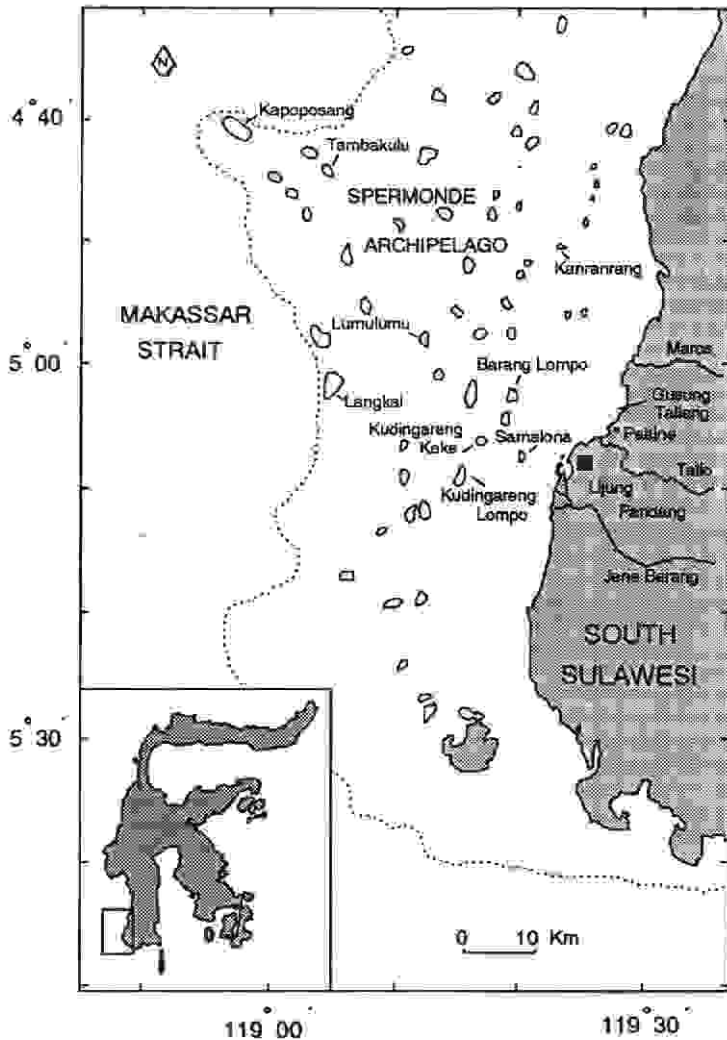 N
4° 40'
Kapoposang
Tambakulu
SPERMONDE
ARCHIPELAGO
Kanranrang
MAKASSAR
STRAIT
Lumulumu
5° 00'
Maros
Barang Lompo
Langkai
Gusung
Tallang
Kudingareng
Keke
Samalona
Paotne
Tallo
Kudingareng
Lompo
Ujung
Pandang
Jene Berang
SOUTH
SULAWESI
5° 30'
0 10 Km
119° 00'
119° 30'